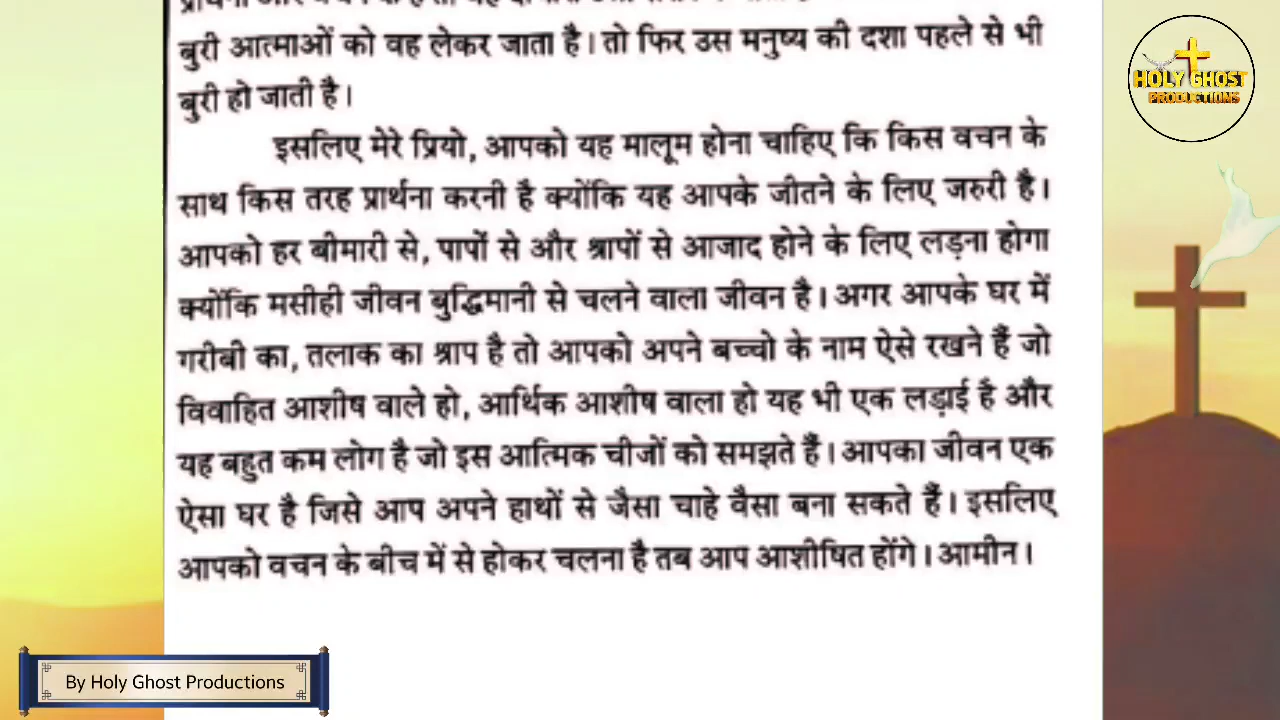 बुरी आत्माओं को वह लेकर जाता है। तो फिर उस मनुष्य की दशा पहले से भी
बुरी हो जाती है।
इसलिए मेरे प्रियो, आपको यह मालूम होना चाहिए कि किस वचन के
साथ किस तरह प्रार्थना करनी है क्योंकि यह आपके जीतने के लिए जरुरी है।
आपको हर बीमारी से, पापों से और श्रापों से आजाद होने के लिए लड़ना होगा
क्योंकि मसीही जीवन बुद्धिमानी से चलने वाला जीवन है। अगर आपके घर में
गरीबी का, तलाक का श्राप है तो आपको अपने बच्चो के नाम ऐसे रखने हैं जो
विवाहित आशीष वाले हो, आर्थिक आशीष वाला हो यह भी एक लड़ाई है और
यह बहुत कम लोग है जो इस आत्मिक चीजों को समझते हैं। आपका जीवन एक
ऐसा घर है जिसे आप अपने हाथों से जैसा चाहे वैसा बना सकते हैं। इसलिए
आपको वचन के बीच में से होकर चलना है तब आप आशीषित होंगे। आमीन।
HOLY GHOST
PRODUCTIONS
By Holy Ghost Productions